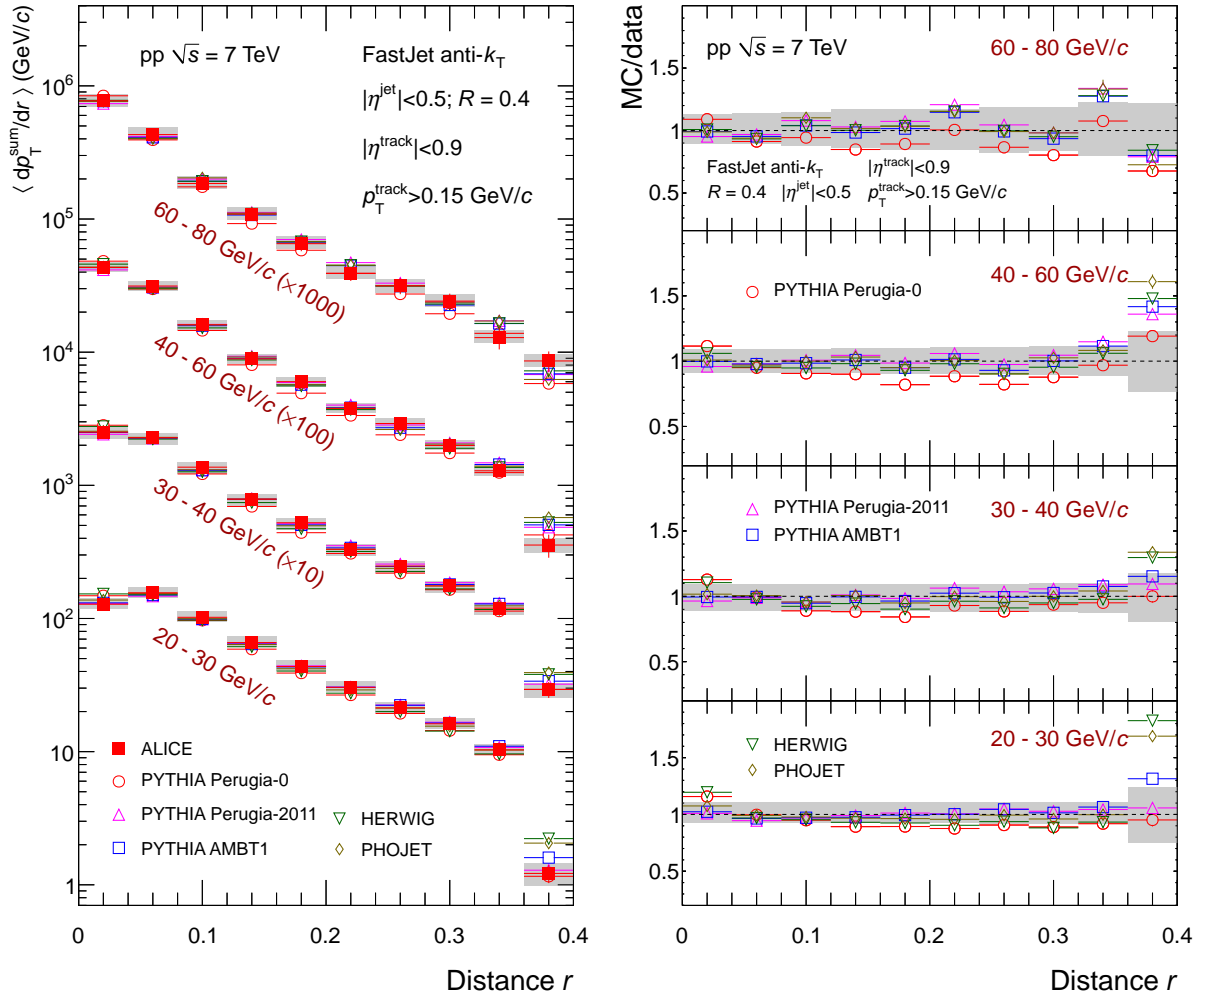 ⟨ dp_T^sum/dr ⟩ (GeV/c)
pp √s = 7 TeV
FastJet anti-k_T
|η^jet|<0.5; R = 0.4
|η^track|<0.9
p_T^track>0.15 GeV/c
10^6
10^5
10^4
10^3
10^2
10
1
60 - 80 GeV/c (×1000)
40 - 60 GeV/c (×100)
30 - 40 GeV/c (×10)
20 - 30 GeV/c
ALICE
PYTHIA Perugia-0
PYTHIA Perugia-2011
PYTHIA AMBT1
HERWIG
PHOJET
0 0.1 0.2 0.3 0.4
Distance r
MC/data
pp √s = 7 TeV
60 - 80 GeV/c
1.5
1
0.5
FastJet anti-k_T |η^track|<0.9
R = 0.4 |η^jet|<0.5 p_T^track>0.15 GeV/c
40 - 60 GeV/c
PYTHIA Perugia-0
1.5
1
0.5
30 - 40 GeV/c
PYTHIA Perugia-2011
PYTHIA AMBT1
1.5
1
0.5
20 - 30 GeV/c
HERWIG
PHOJET
1.5
1
0.5
0 0.1 0.2 0.3 0.4
Distance r